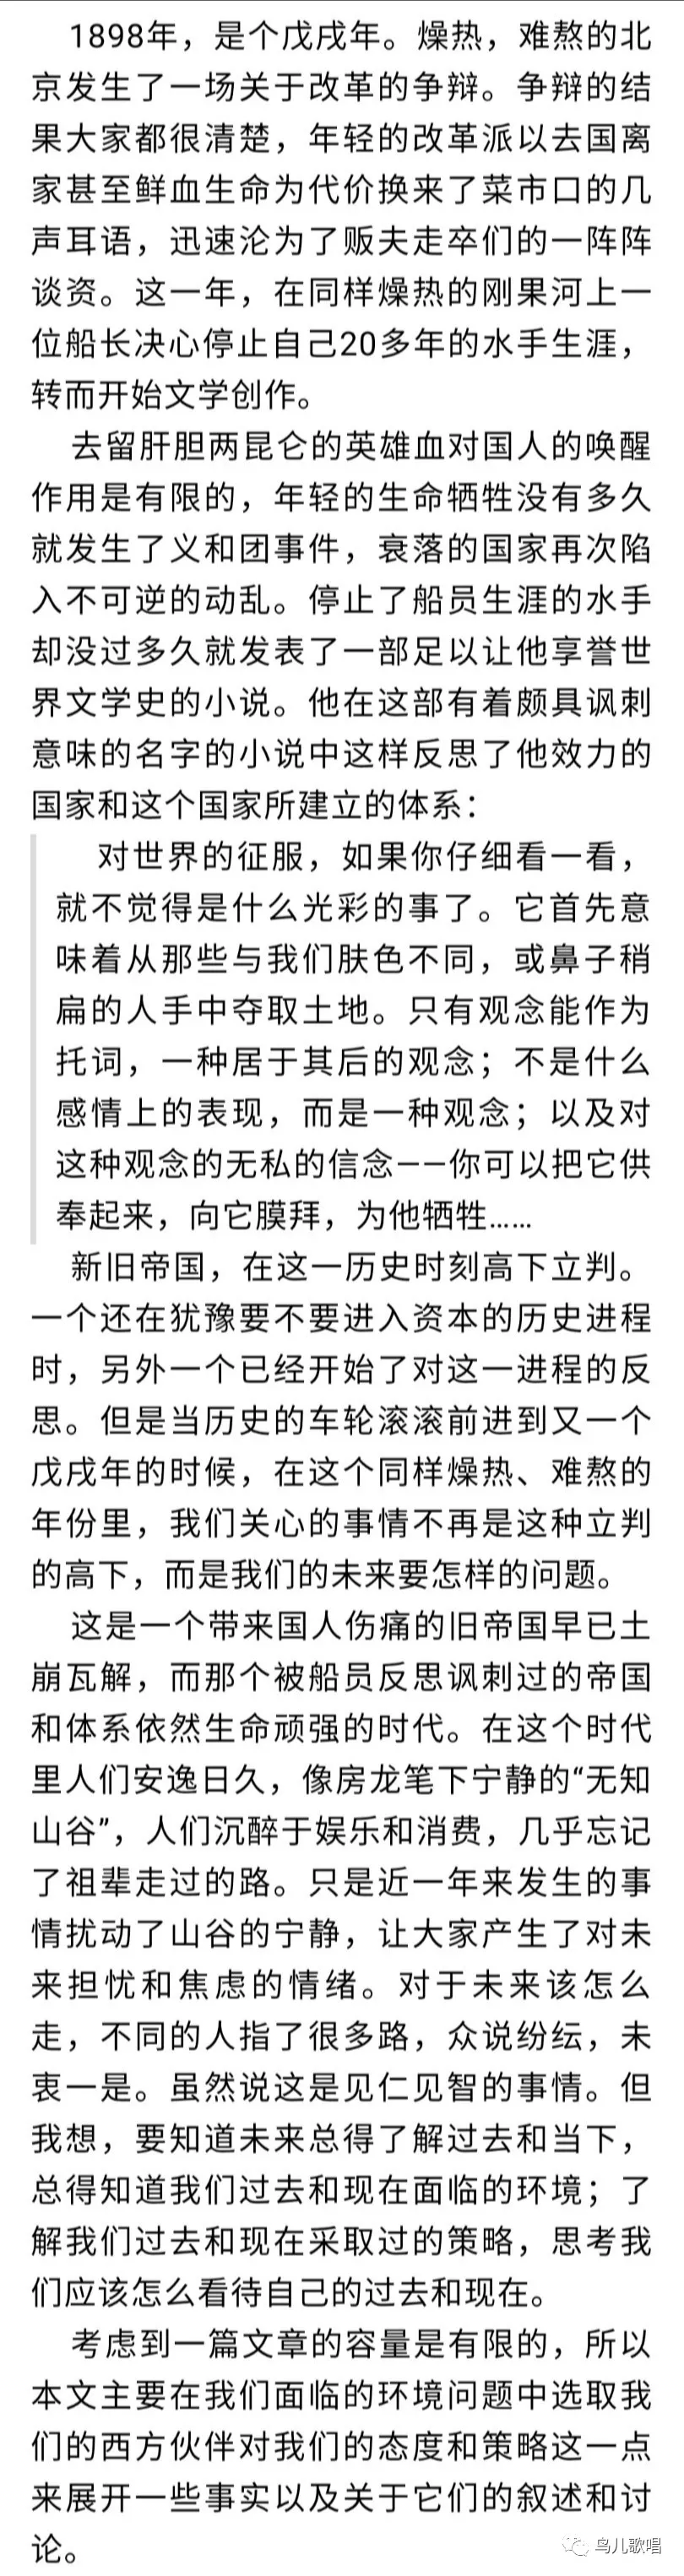 1898年，是个戊戌年。燥热，难熬的北
京发生了一场关于改革的争辩。争辩的结
果大家都很清楚，年轻的改革派以去国离
家甚至鲜血生命为代价换来了菜市口的几
声耳语，迅速沦为了贩夫走卒们的一阵阵
谈资。这一年，在同样燥热的刚果河上一
位船长决心停止自己20多年的水手生涯，
转而开始文学创作。
去留肝胆两昆仑的英雄血对国人的唤醒
作用是有限的，年轻的生命牺牲没有多久
就发生了义和团事件，衰落的国家再次陷
入不可逆的动乱。停止了船员生涯的水手
却没过多久就发表了一部足以让他享誉世
界文学史的小说。他在这部有着颇具讽刺
意味的名字的小说中这样反思了他效力的
国家和这个国家所建立的体系：
对世界的征服，如果你仔细看一看，
就不觉得是什么光彩的事了。它首先意
味着从那些与我们肤色不同，或鼻子稍
扁的人手中夺取土地。只有观念能作为
托词，一种居于其后的观念；不是什么
感情上的表现，而是一种观念；以及对
这种观念的无私的信念——你可以把它供
奉起来，向它膜拜，为他牺牲……
新旧帝国，在这一历史时刻高下立判。
一个还在犹豫要不要进入资本的历史进程
时，另外一个已经开始了对这一进程的反
思。但是当历史的车轮滚滚前进到又一个
戊戌年的时候，在这个同样燥热、难熬的
年份里，我们关心的事情不再是这种立判
的高下，而是我们的未来要怎样的问题。
这是一个带来国人伤痛的旧帝国早已土
崩瓦解，而那个被船员反思讽刺过的帝国
和体系依然生命顽强的时代。在这个时代
里人们安逸日久，像房龙笔下宁静的“无知
山谷”，人们沉醉于娱乐和消费，几乎忘记
了祖辈走过的路。只是近一年来发生的事
情扰动了山谷的宁静，让大家产生了对未
来担忧和焦虑的情绪。对于未来该怎么
走，不同的人指了很多路，众说纷纭，未
衷一是。虽然说这是见仁见智的事情。但
我想，要知道未来总得了解过去和当下，
总得知道我们过去和现在面临的环境；了
解我们过去和现在采取过的策略，思考我
们应该怎么看待自己的过去和现在。
考虑到一篇文章的容量是有限的，所以
本文主要在我们面临的环境问题中选取我
们的西方伙伴对我们的态度和策略这一点
来展开一些事实以及关于它们的叙述和讨
论。
鸟儿歌唱